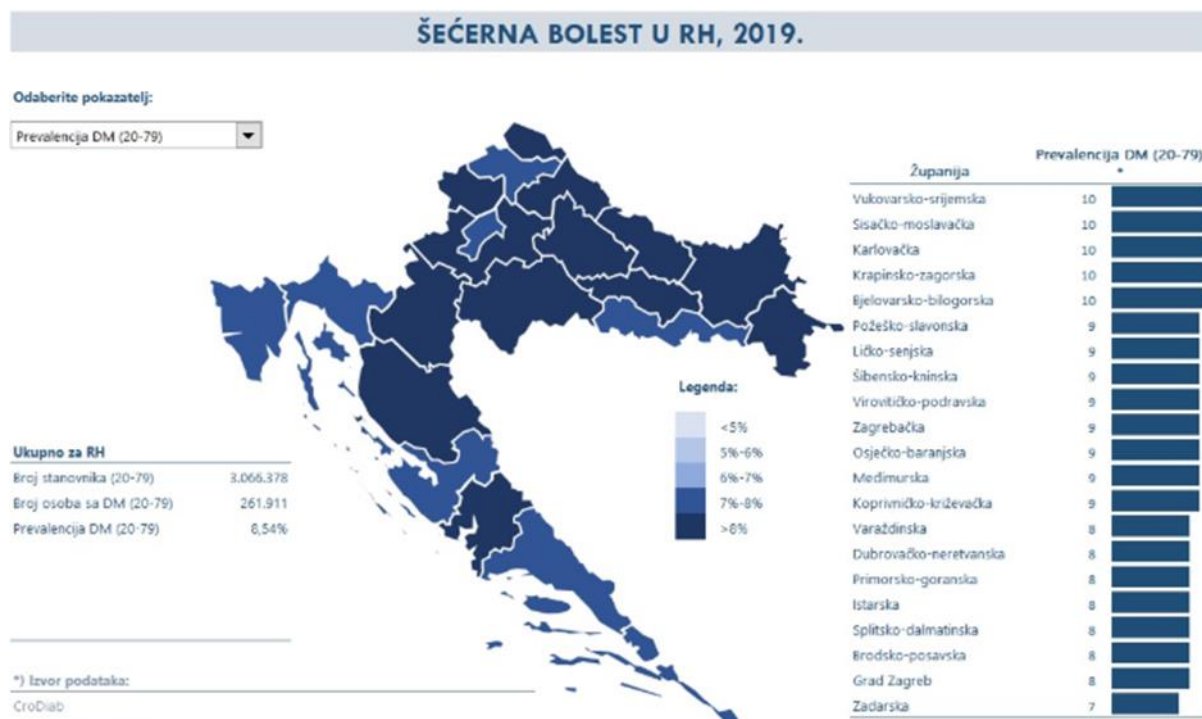 ŠEĆERNA BOLEST U RH, 2019.
Odaberite pokazatelj:
Prevalencija DM (20-79)
Ukupno za RH
Broj stanovnika (20-79) 3.066.378
Broj osoba sa DM (20-79) 261.911
Prevalencija DM (20-79) 8,54%
*) Izvor podataka:
CroDiab
Legenda:
<5%
5%-6%
6%-7%
7%-8%
>8%
Prevalencija DM (20-79)
Županija *
Vukovarsko-srijemska 10
Sisačko-moslavačka 10
Karlovačka 10
Krapinsko-zagorska 10
Bjelovarsko-bilogorska 10
Požeško-slavonska 9
Ličko-senjska 9
Šibensko-kninska 9
Virovitičko-podravska 9
Zagrebačka 9
Osječko-baranjska 9
Međimurska 9
Koprivničko-križevačka 9
Varaždinska 8
Dubrovačko-neretvanska 8
Primorsko-goranska 8
Istarska 8
Splitsko-dalmatinska 8
Brodsko-posavska 8
Grad Zagreb 8
Zadarska 7